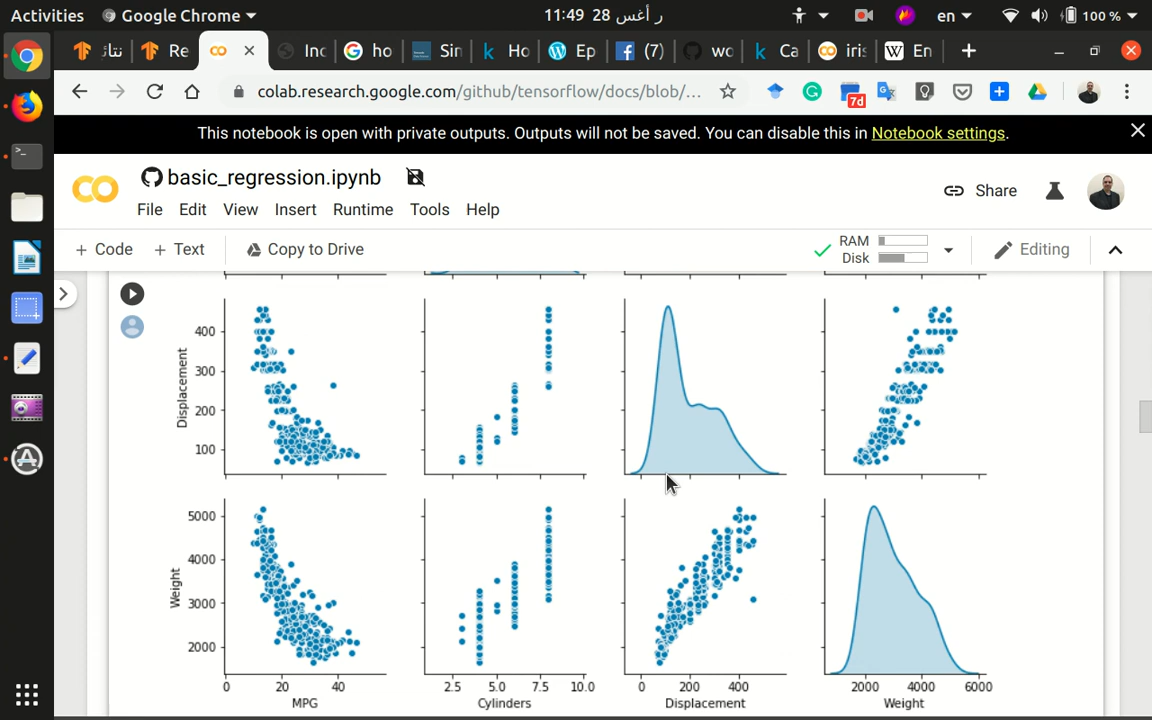 Activities Google Chrome 11:49 28 ر أغس en 100 %
نتائ Re Inc ho Sin k Ho Ep (7) wo k Ca iris W En
colab.research.google.com/github/tensorflow/docs/blob/... 7d
This notebook is open with private outputs. Outputs will not be saved. You can disable this in Notebook settings.
basic_regression.ipynb
Share
File Edit View Insert Runtime Tools Help
+ Code + Text Copy to Drive RAM Disk Editing
Displacement
400
300
200
100
Weight
5000
4000
3000
2000
0 20 40 2.5 5.0 7.5 10.0 0 200 400 2000 4000 6000
MPG Cylinders Displacement Weight